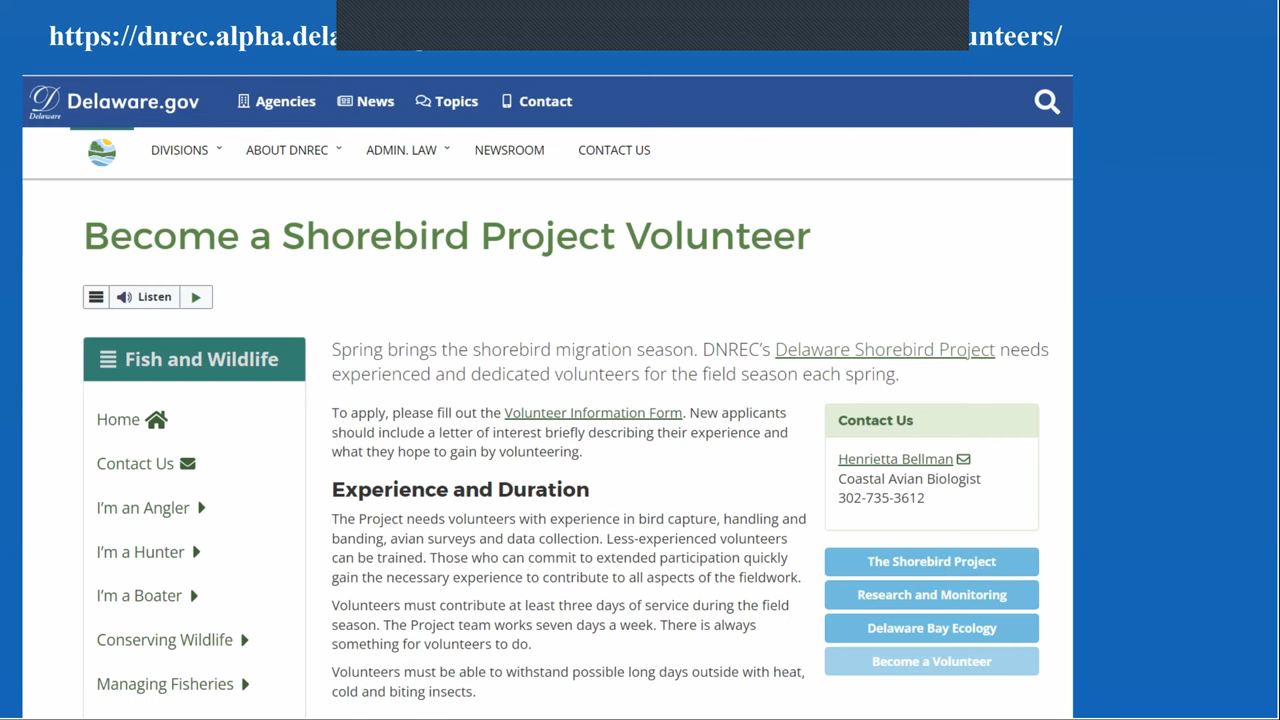 https://dnrec.alpha.dela unteers/
Delaware
Delaware.gov Agencies News Topics Contact
DIVISIONS ABOUT DNREC ADMIN. LAW NEWSROOM CONTACT US
Become a Shorebird Project Volunteer
Listen
Fish and Wildlife
Home
Contact Us
I'm an Angler
I'm a Hunter
I'm a Boater
Conserving Wildlife
Managing Fisheries
Spring brings the shorebird migration season. DNREC's Delaware Shorebird Project needs
experienced and dedicated volunteers for the field season each spring.
To apply, please fill out the Volunteer Information Form. New applicants
should include a letter of interest briefly describing their experience and
what they hope to gain by volunteering.
Experience and Duration
The Project needs volunteers with experience in bird capture, handling and
banding, avian surveys and data collection. Less-experienced volunteers
can be trained. Those who can commit to extended participation quickly
gain the necessary experience to contribute to all aspects of the fieldwork.
Volunteers must contribute at least three days of service during the field
season. The Project team works seven days a week. There is always
something for volunteers to do.
Volunteers must be able to withstand possible long days outside with heat,
cold and biting insects.
Contact Us
Henrietta Bellman
Coastal Avian Biologist
302-735-3612
The Shorebird Project
Research and Monitoring
Delaware Bay Ecology
Become a Volunteer